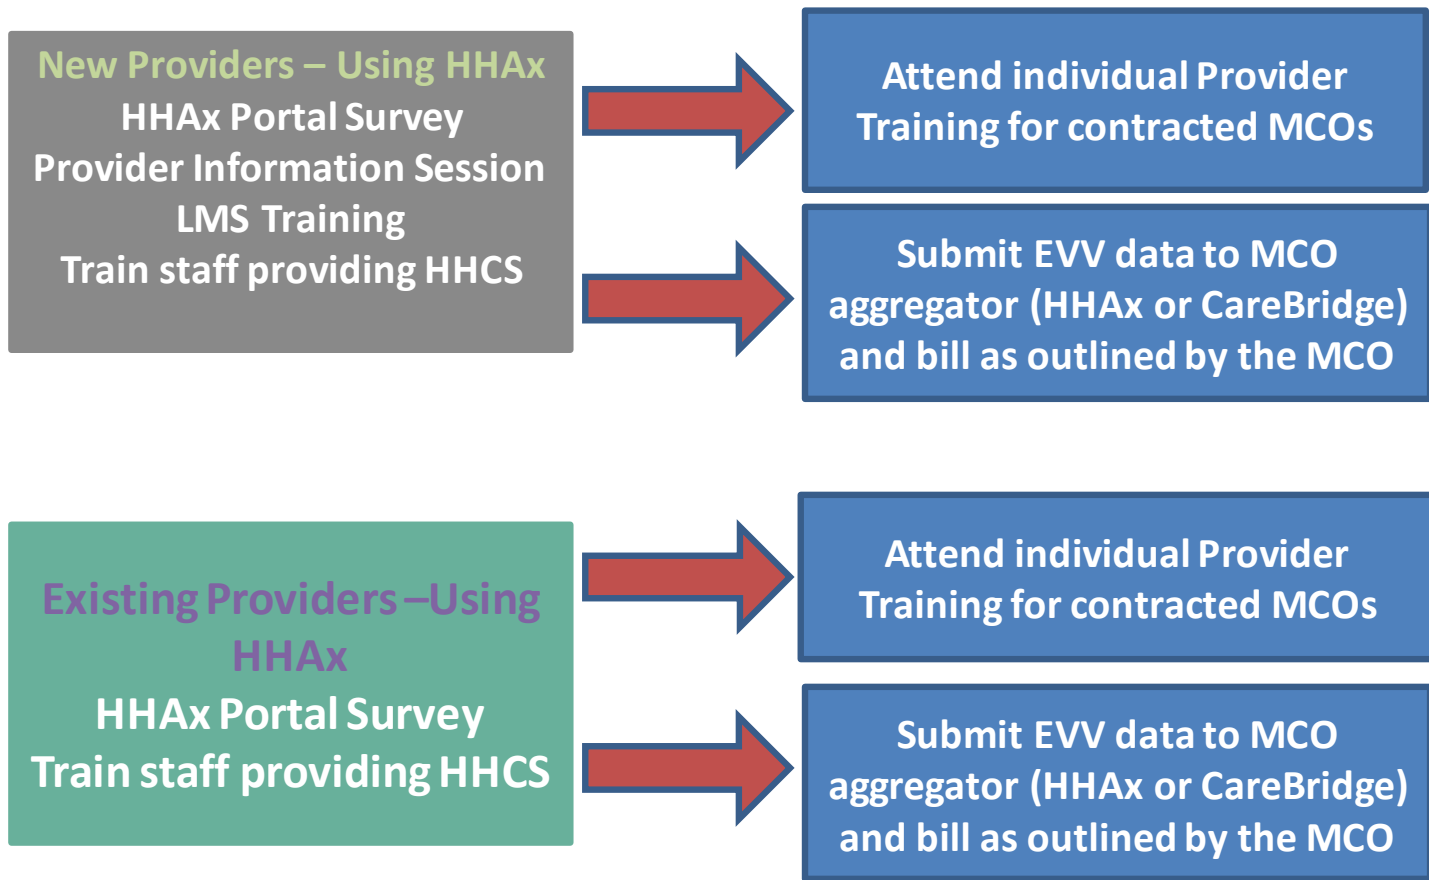 New Providers – Using HHAx
HHAx Portal Survey
Provider Information Session
LMS Training
Train staff providing HHCS
Attend individual Provider
Training for contracted MCOs
Submit EVV data to MCO
aggregator (HHAx or CareBridge)
and bill as outlined by the MCO
Existing Providers –Using
HHAx
HHAx Portal Survey
Train staff providing HHCS
Attend individual Provider
Training for contracted MCOs
Submit EVV data to MCO
aggregator (HHAx or CareBridge)
and bill as outlined by the MCO